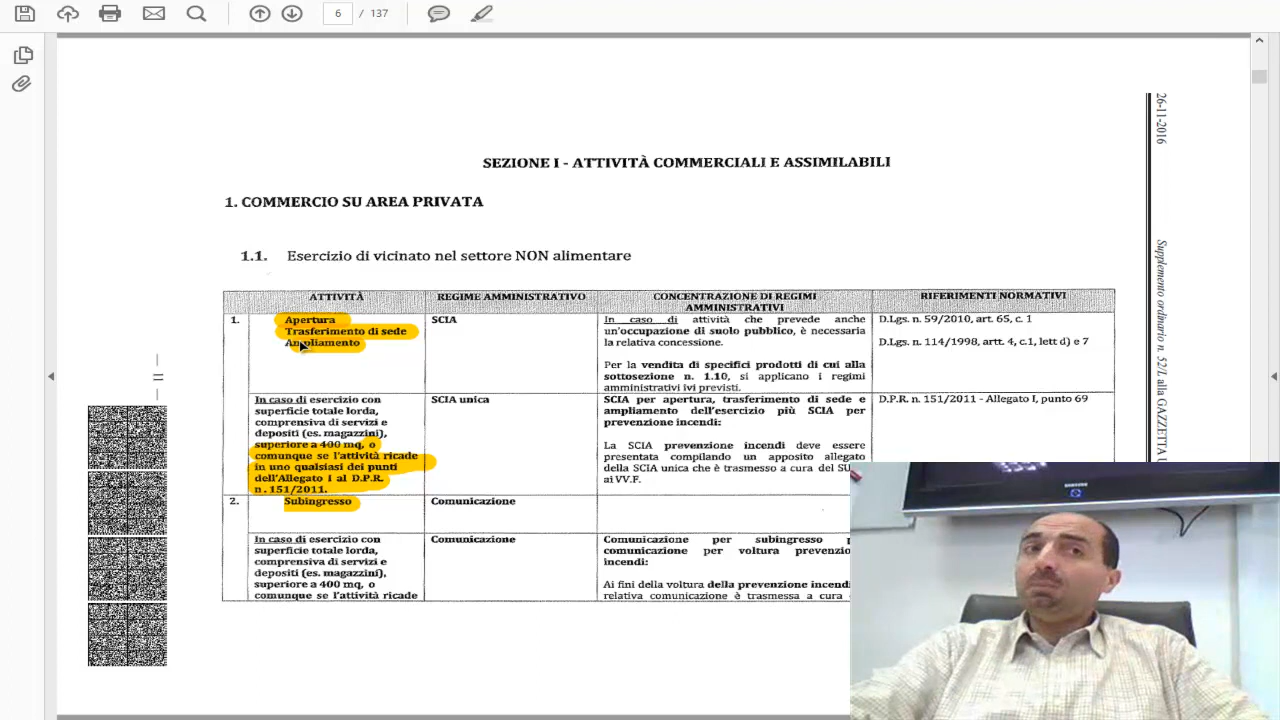 6 / 137
26-11-2016
Supplemento ordinario n. 52/L alla GAZZETTA U
SEZIONE I - ATTIVITÀ COMMERCIALI E ASSIMILABILI
1. COMMERCIO SU AREA PRIVATA
1.1. Esercizio di vicinato nel settore NON alimentare
ATTIVITÀ
REGIME AMMINISTRATIVO
CONCENTRAZIONE DI REGIMI
AMMINISTRATIVI
RIFERIMENTI NORMATIVI
1.
Apertura
Trasferimento di sede
Ampliamento
SCIA
In caso di attività che prevede anche
un'occupazione di suolo pubblico, è necessaria
la relativa concessione.
Per la vendita di specifici prodotti di cui alla
sottosezione n. 1.10, si applicano i regimi
amministrativi ivi previsti.
D.Lgs. n. 59/2010, art. 65, c. 1
D.Lgs. n. 114/1998, artt. 4, c.1, lett d) e 7
In caso di esercizio con
superficie totale lorda,
comprensiva di servizi e
depositi (es. magazzini),
superiore a 400 mq, o
comunque se l'attività ricade
in uno qualsiasi dei punti
dell'Allegato I al D.P.R.
n. 151/2011.
SCIA unica
SCIA per apertura, trasferimento di sede e
ampliamento dell'esercizio più SCIA per
prevenzione incendi:
La SCIA prevenzione incendi deve essere
presentata compilando un apposito allegato
della SCIA unica che è trasmesso a cura del SU
ai VV.F.
D.P.R. n. 151/2011 - Allegato I, punto 69
2.
Subingresso
Comunicazione
In caso di esercizio con
superficie totale lorda,
comprensiva di servizi e
depositi (es. magazzini),
superiore a 400 mq, o
comunque se l'attività ricade
Comunicazione
Comunicazione per subingresso p
comunicazione per voltura prevenzio
incendi:
Ai fini della voltura della prevenzione incendi
relativa comunicazione è trasmessa a cura
SAMSUNG